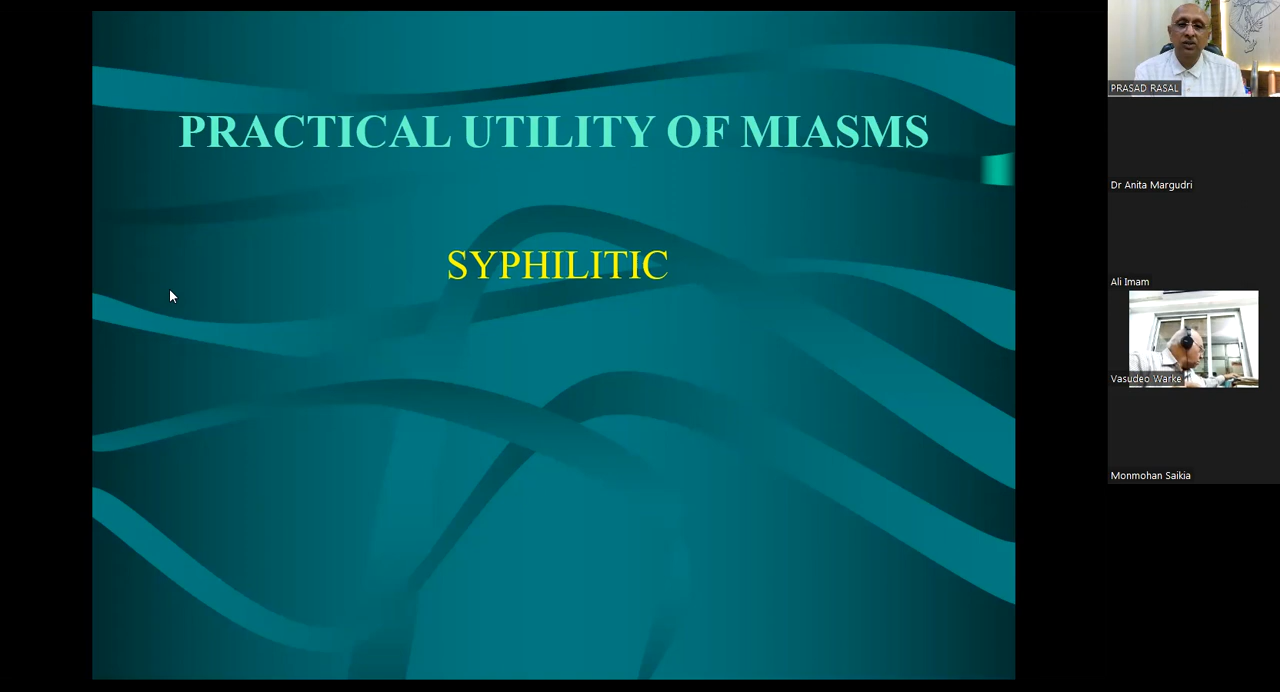 PRACTICAL UTILITY OF MIASMS
SYPHILITIC
PRASAD RASAL
Dr Anita Margudri
Ali Imam
Vasudeo Warke
Monmohan Saikia